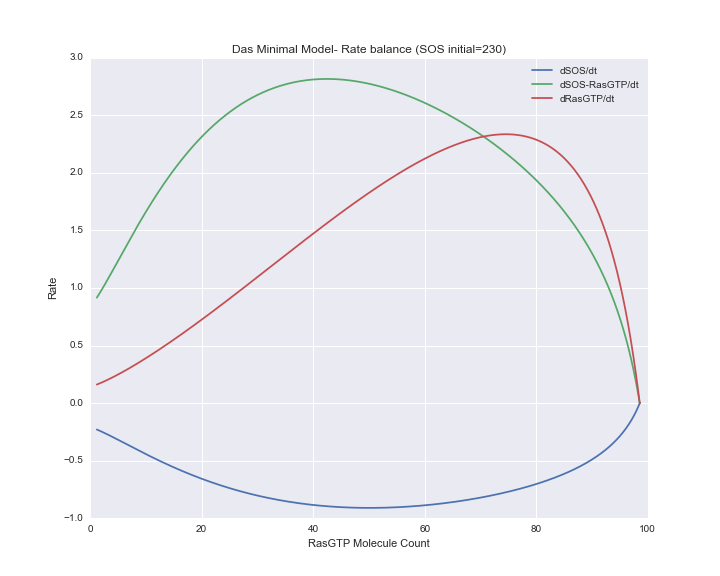 Das Minimal Model- Rate balance (SOS initial=230)
dSOS/dt
dSOS-RasGTP/dt
dRasGTP/dt
3.0
2.5
2.0
1.5
1.0
0.5
0.0
−0.5
−1.0
Rate
0 20 40 60 80 100
RasGTP Molecule Count